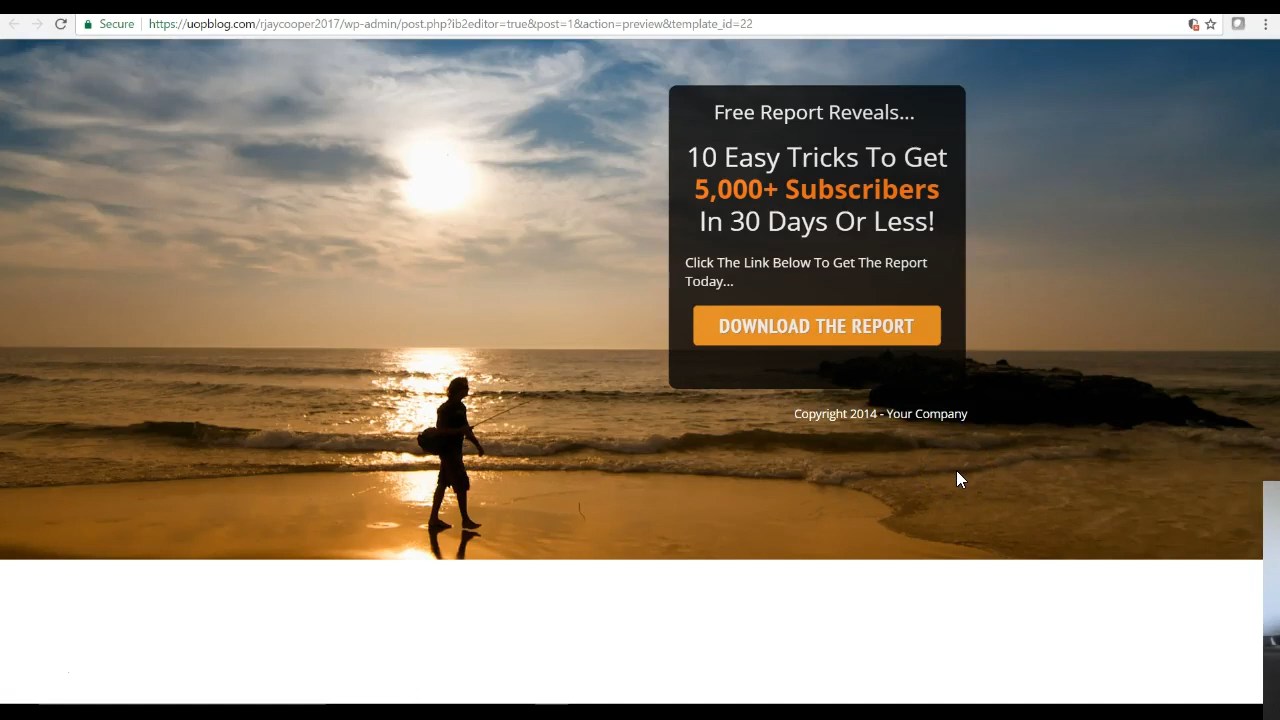 Secure
https://uopblog.com/rjaycooper2017/wp-admin/post.php?ib2editor=true&post=1&action=preview&template_id=22
Free Report Reveals...
10 Easy Tricks To Get
5,000+ Subscribers
In 30 Days Or Less!
Click The Link Below To Get The Report
Today...
DOWNLOAD THE REPORT
Copyright 2014 - Your Company